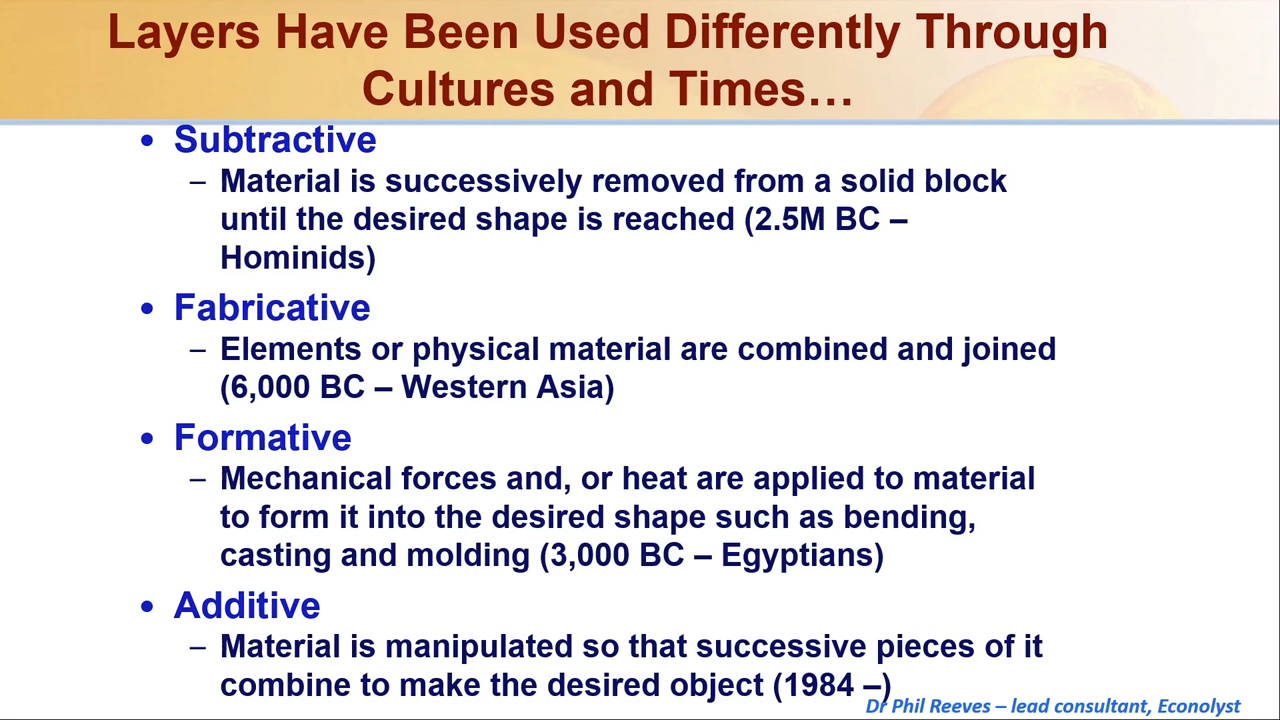 Layers Have Been Used Differently Through
Cultures and Times…
• Subtractive
– Material is successively removed from a solid block
until the desired shape is reached (2.5M BC –
Hominids)
• Fabricative
– Elements or physical material are combined and joined
(6,000 BC – Western Asia)
• Formative
– Mechanical forces and, or heat are applied to material
to form it into the desired shape such as bending,
casting and molding (3,000 BC – Egyptians)
• Additive
– Material is manipulated so that successive pieces of it
combine to make the desired object (1984 –)
Dr Phil Reeves – lead consultant, Econolyst